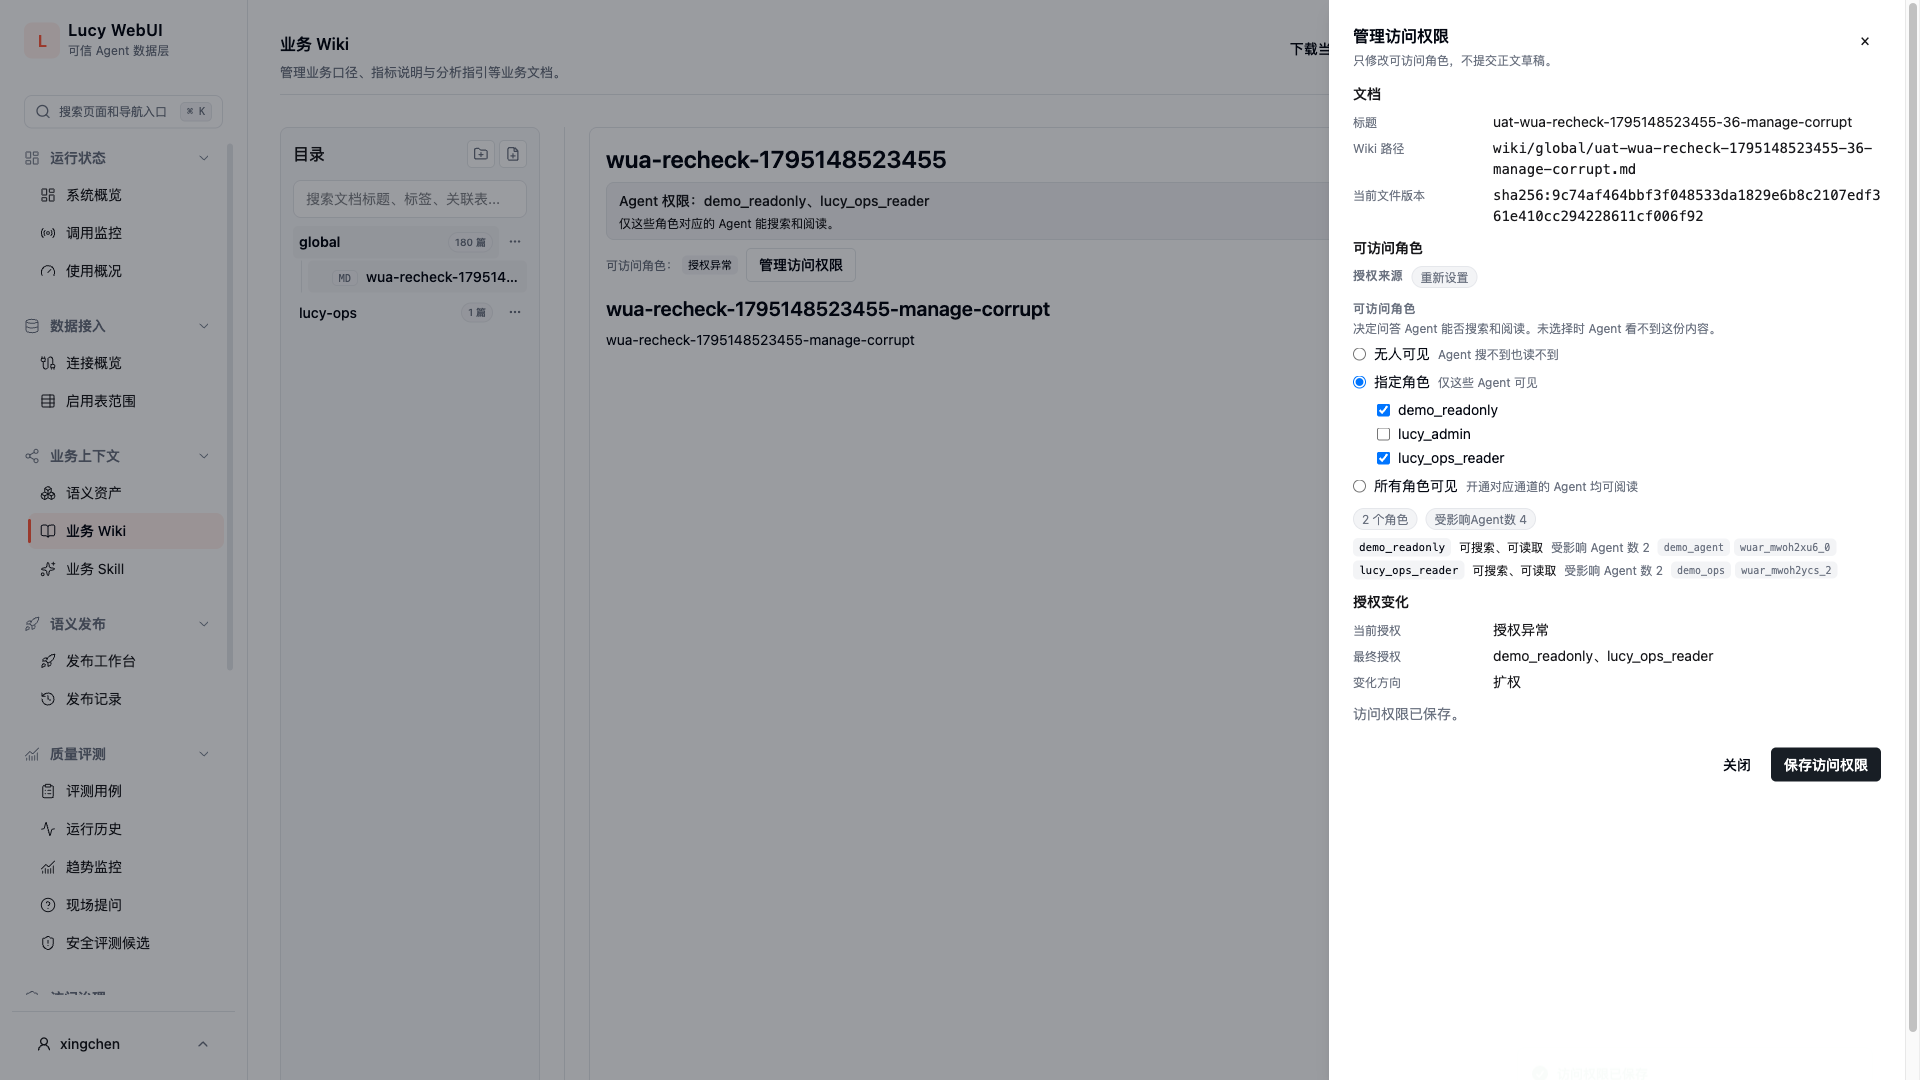 L
Lucy WebUI
可信 Agent 数据层
搜索页面和导航入口 ⌘ K
运行状态
系统概览
调用监控
使用概况
数据接入
连接概览
启用表范围
业务上下文
语义资产
业务 Wiki
业务 Skill
语义发布
发布工作台
发布记录
质量评测
评测用例
运行历史
趋势监控
现场提问
安全评测候选
xingchen
业务 Wiki
管理业务口径、指标说明与分析指引等业务文档。
下载当
目录
搜索文档标题、标签、关联表...
global 180 篇 ...
MD wua-recheck-179514...
lucy-ops 1 篇 ...
wua-recheck-1795148523455
Agent 权限：demo_readonly、lucy_ops_reader
仅这些角色对应的 Agent 能搜索和阅读。
可访问角色： 授权异常 管理访问权限
wua-recheck-1795148523455-manage-corrupt
wua-recheck-1795148523455-manage-corrupt
管理访问权限 ×
只修改可访问角色，不提交正文草稿。
文档
标题 uat-wua-recheck-1795148523455-36-manage-corrupt
Wiki 路径 wiki/global/uat-wua-recheck-1795148523455-36-
manage-corrupt.md
当前文件版本 sha256:9c74af464bbf3f048533da1829e6b8c2107edf3
61e410cc294228611cf006f92
可访问角色
授权来源 重新设置
可访问角色
决定问答 Agent 能否搜索和阅读。未选择时 Agent 看不到这份内容。
无人可见 Agent 搜不到也读不到
指定角色 仅这些 Agent 可见
demo_readonly
lucy_admin
lucy_ops_reader
所有角色可见 开通对应通道的 Agent 均可阅读
2 个角色 受影响Agent数 4
demo_readonly 可搜索、可读取 受影响 Agent 数 2 demo_agent wuar_mwoh2xu6_0
lucy_ops_reader 可搜索、可读取 受影响 Agent 数 2 demo_ops wuar_mwoh2ycs_2
授权变化
当前授权 授权异常
最终授权 demo_readonly、lucy_ops_reader
变化方向 扩权
访问权限已保存。
关闭 保存访问权限